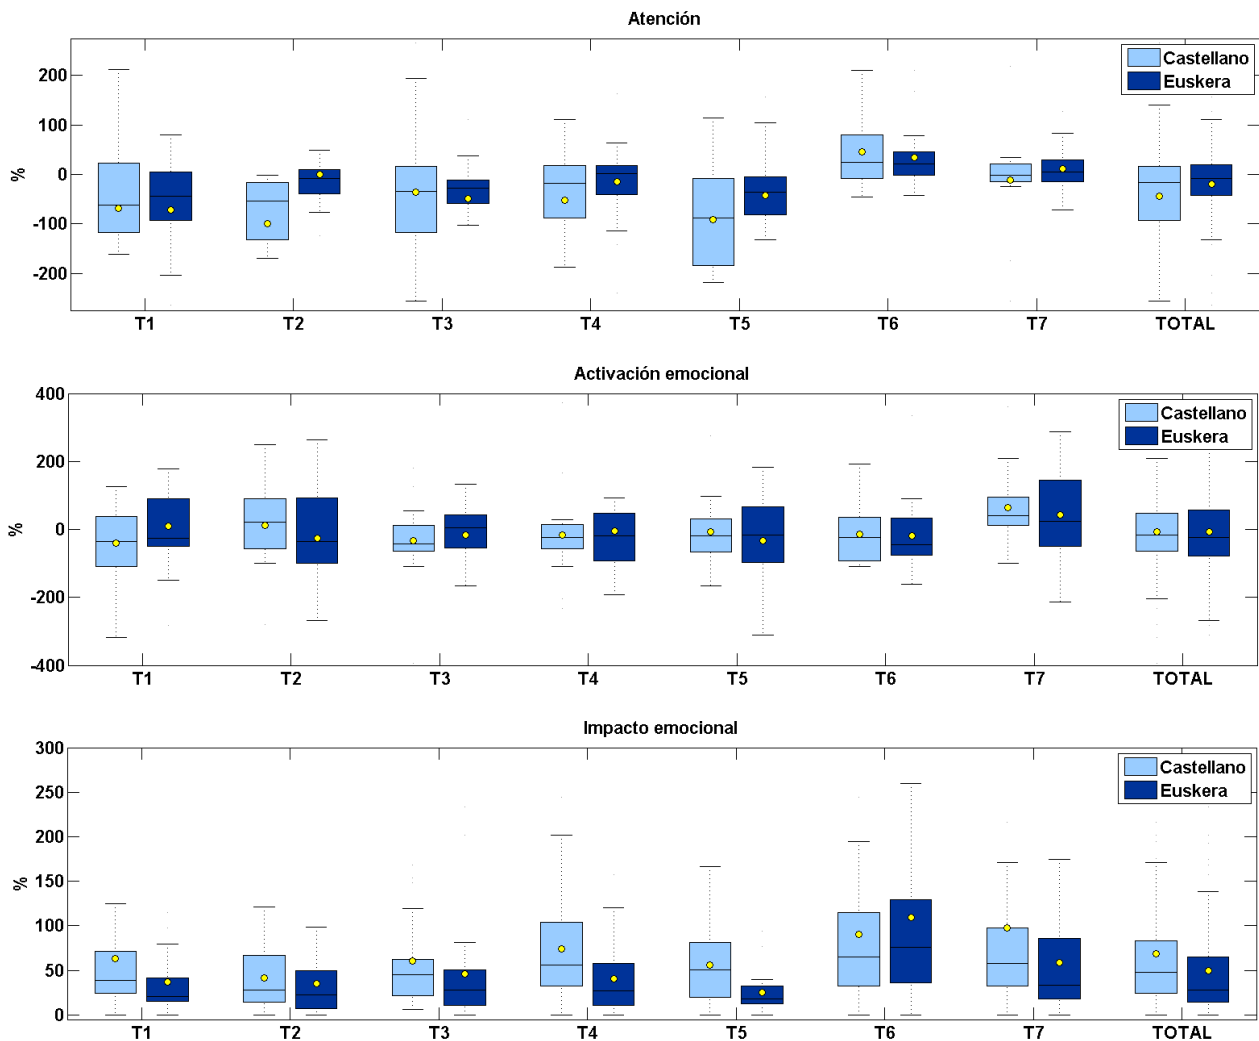 Atención
Castellano
Euskera
200
100
0
-100
-200
%
T1 T2 T3 T4 T5 T6 T7 TOTAL
Activación emocional
Castellano
Euskera
400
200
0
-200
-400
%
T1 T2 T3 T4 T5 T6 T7 TOTAL
Impacto emocional
Castellano
Euskera
300
250
200
150
100
50
0
%
T1 T2 T3 T4 T5 T6 T7 TOTAL